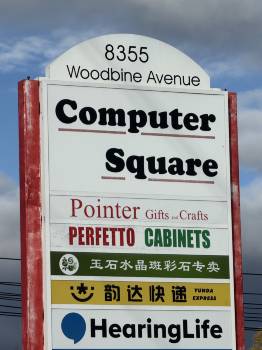 8355
Woodbine Avenue
Computer
Square
Pointer Gifts and Crafts
PERFETTO CABINETS
玉石水晶斑彩石专卖
韵达快递 YUNDA EXPRESS
HearingLife